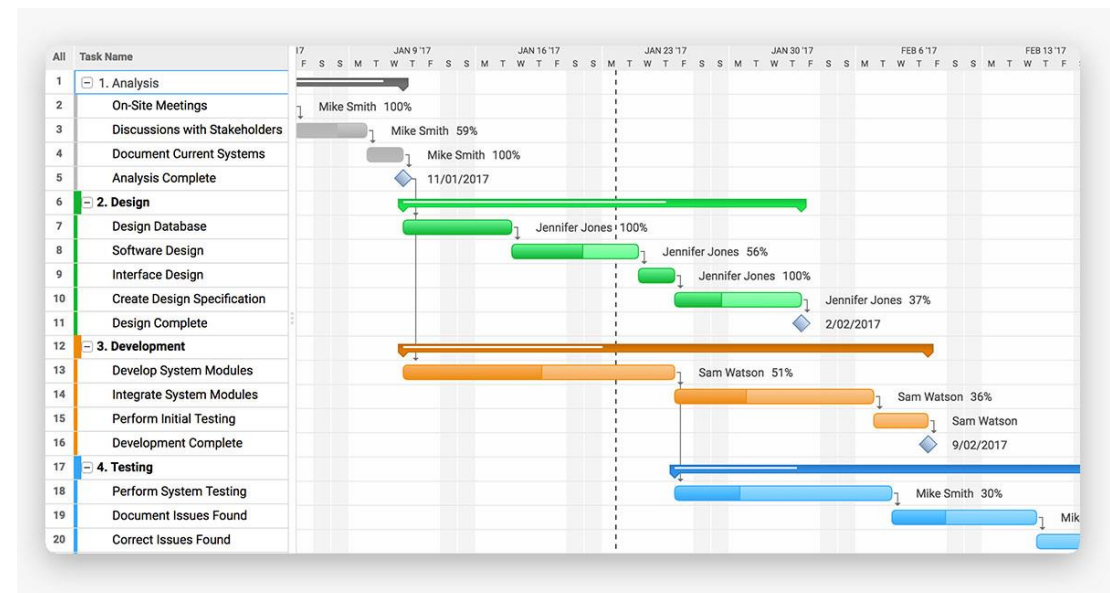 All Task Name 17 JAN 9 '17 JAN 16 '17 JAN 23 '17 JAN 30 '17 FEB 6 '17 FEB 13 '17
F S S M T W T F S S M T W T F S S M T W T F S S M T W T F S S M T W T F S S M T W T F
1 1. Analysis
2 On-Site Meetings Mike Smith 100%
3 Discussions with Stakeholders Mike Smith 59%
4 Document Current Systems Mike Smith 100%
5 Analysis Complete 11/01/2017
6 2. Design
7 Design Database Jennifer Jones 100%
8 Software Design Jennifer Jones 56%
9 Interface Design Jennifer Jones 100%
10 Create Design Specification Jennifer Jones 37%
11 Design Complete 2/02/2017
12 3. Development
13 Develop System Modules Sam Watson 51%
14 Integrate System Modules Sam Watson 36%
15 Perform Initial Testing Sam Watson
16 Development Complete 9/02/2017
17 4. Testing
18 Perform System Testing Mike Smith 30%
19 Document Issues Found Mik
20 Correct Issues Found